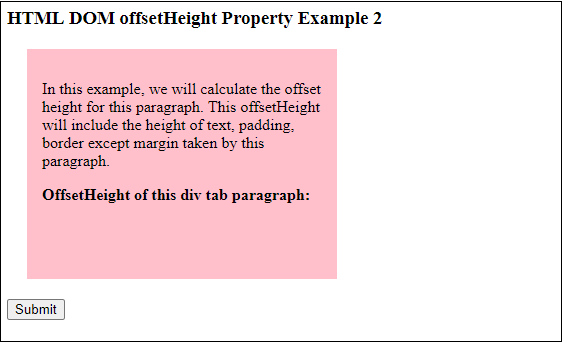 HTML DOM offsetHeight Property Example 2
In this example, we will calculate the offset
height for this paragraph. This offsetHeight
will include the height of text, padding,
border except margin taken by this
paragraph.
OffsetHeight of this div tab paragraph:
Submit